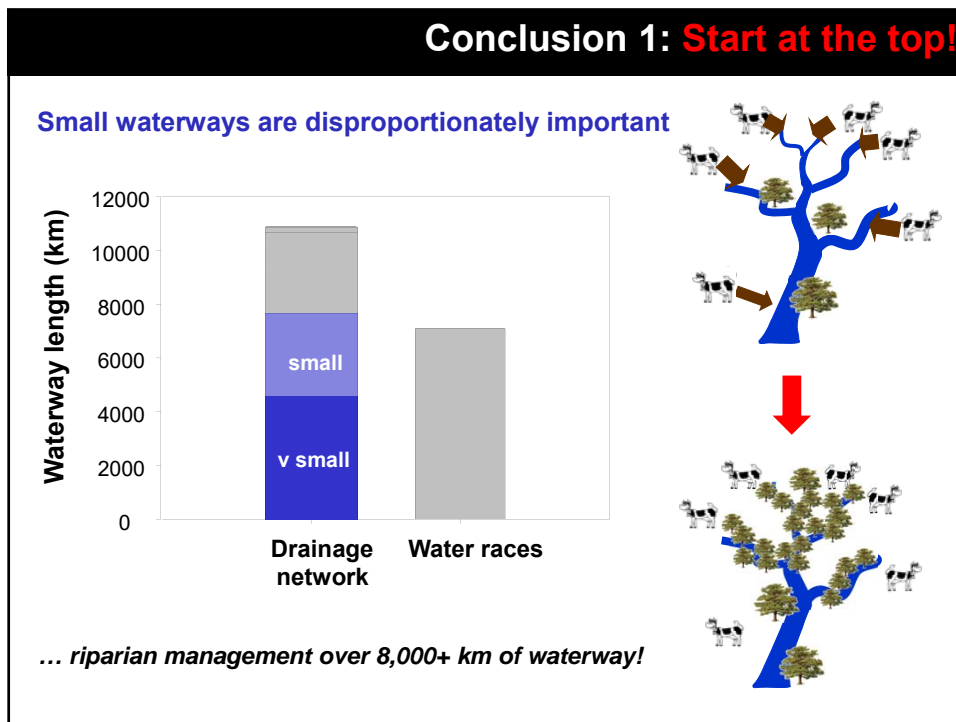 Conclusion 1: Start at the top!
Small waterways are disproportionately important
Waterway length (km)
12000
10000
8000
6000
4000
2000
0
small
v small
Drainage
network
Water races
… riparian management over 8,000+ km of waterway!